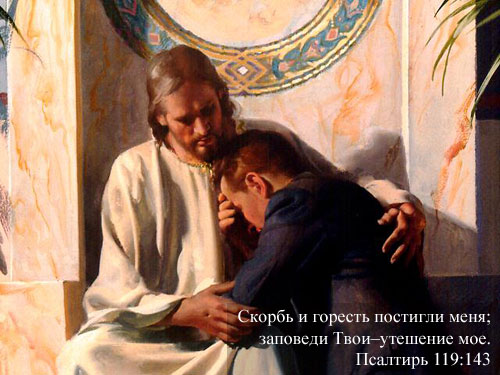 Скорбь и горесть постигли меня;
заповеди Твои–утешение мое.
Псалтирь 119:143